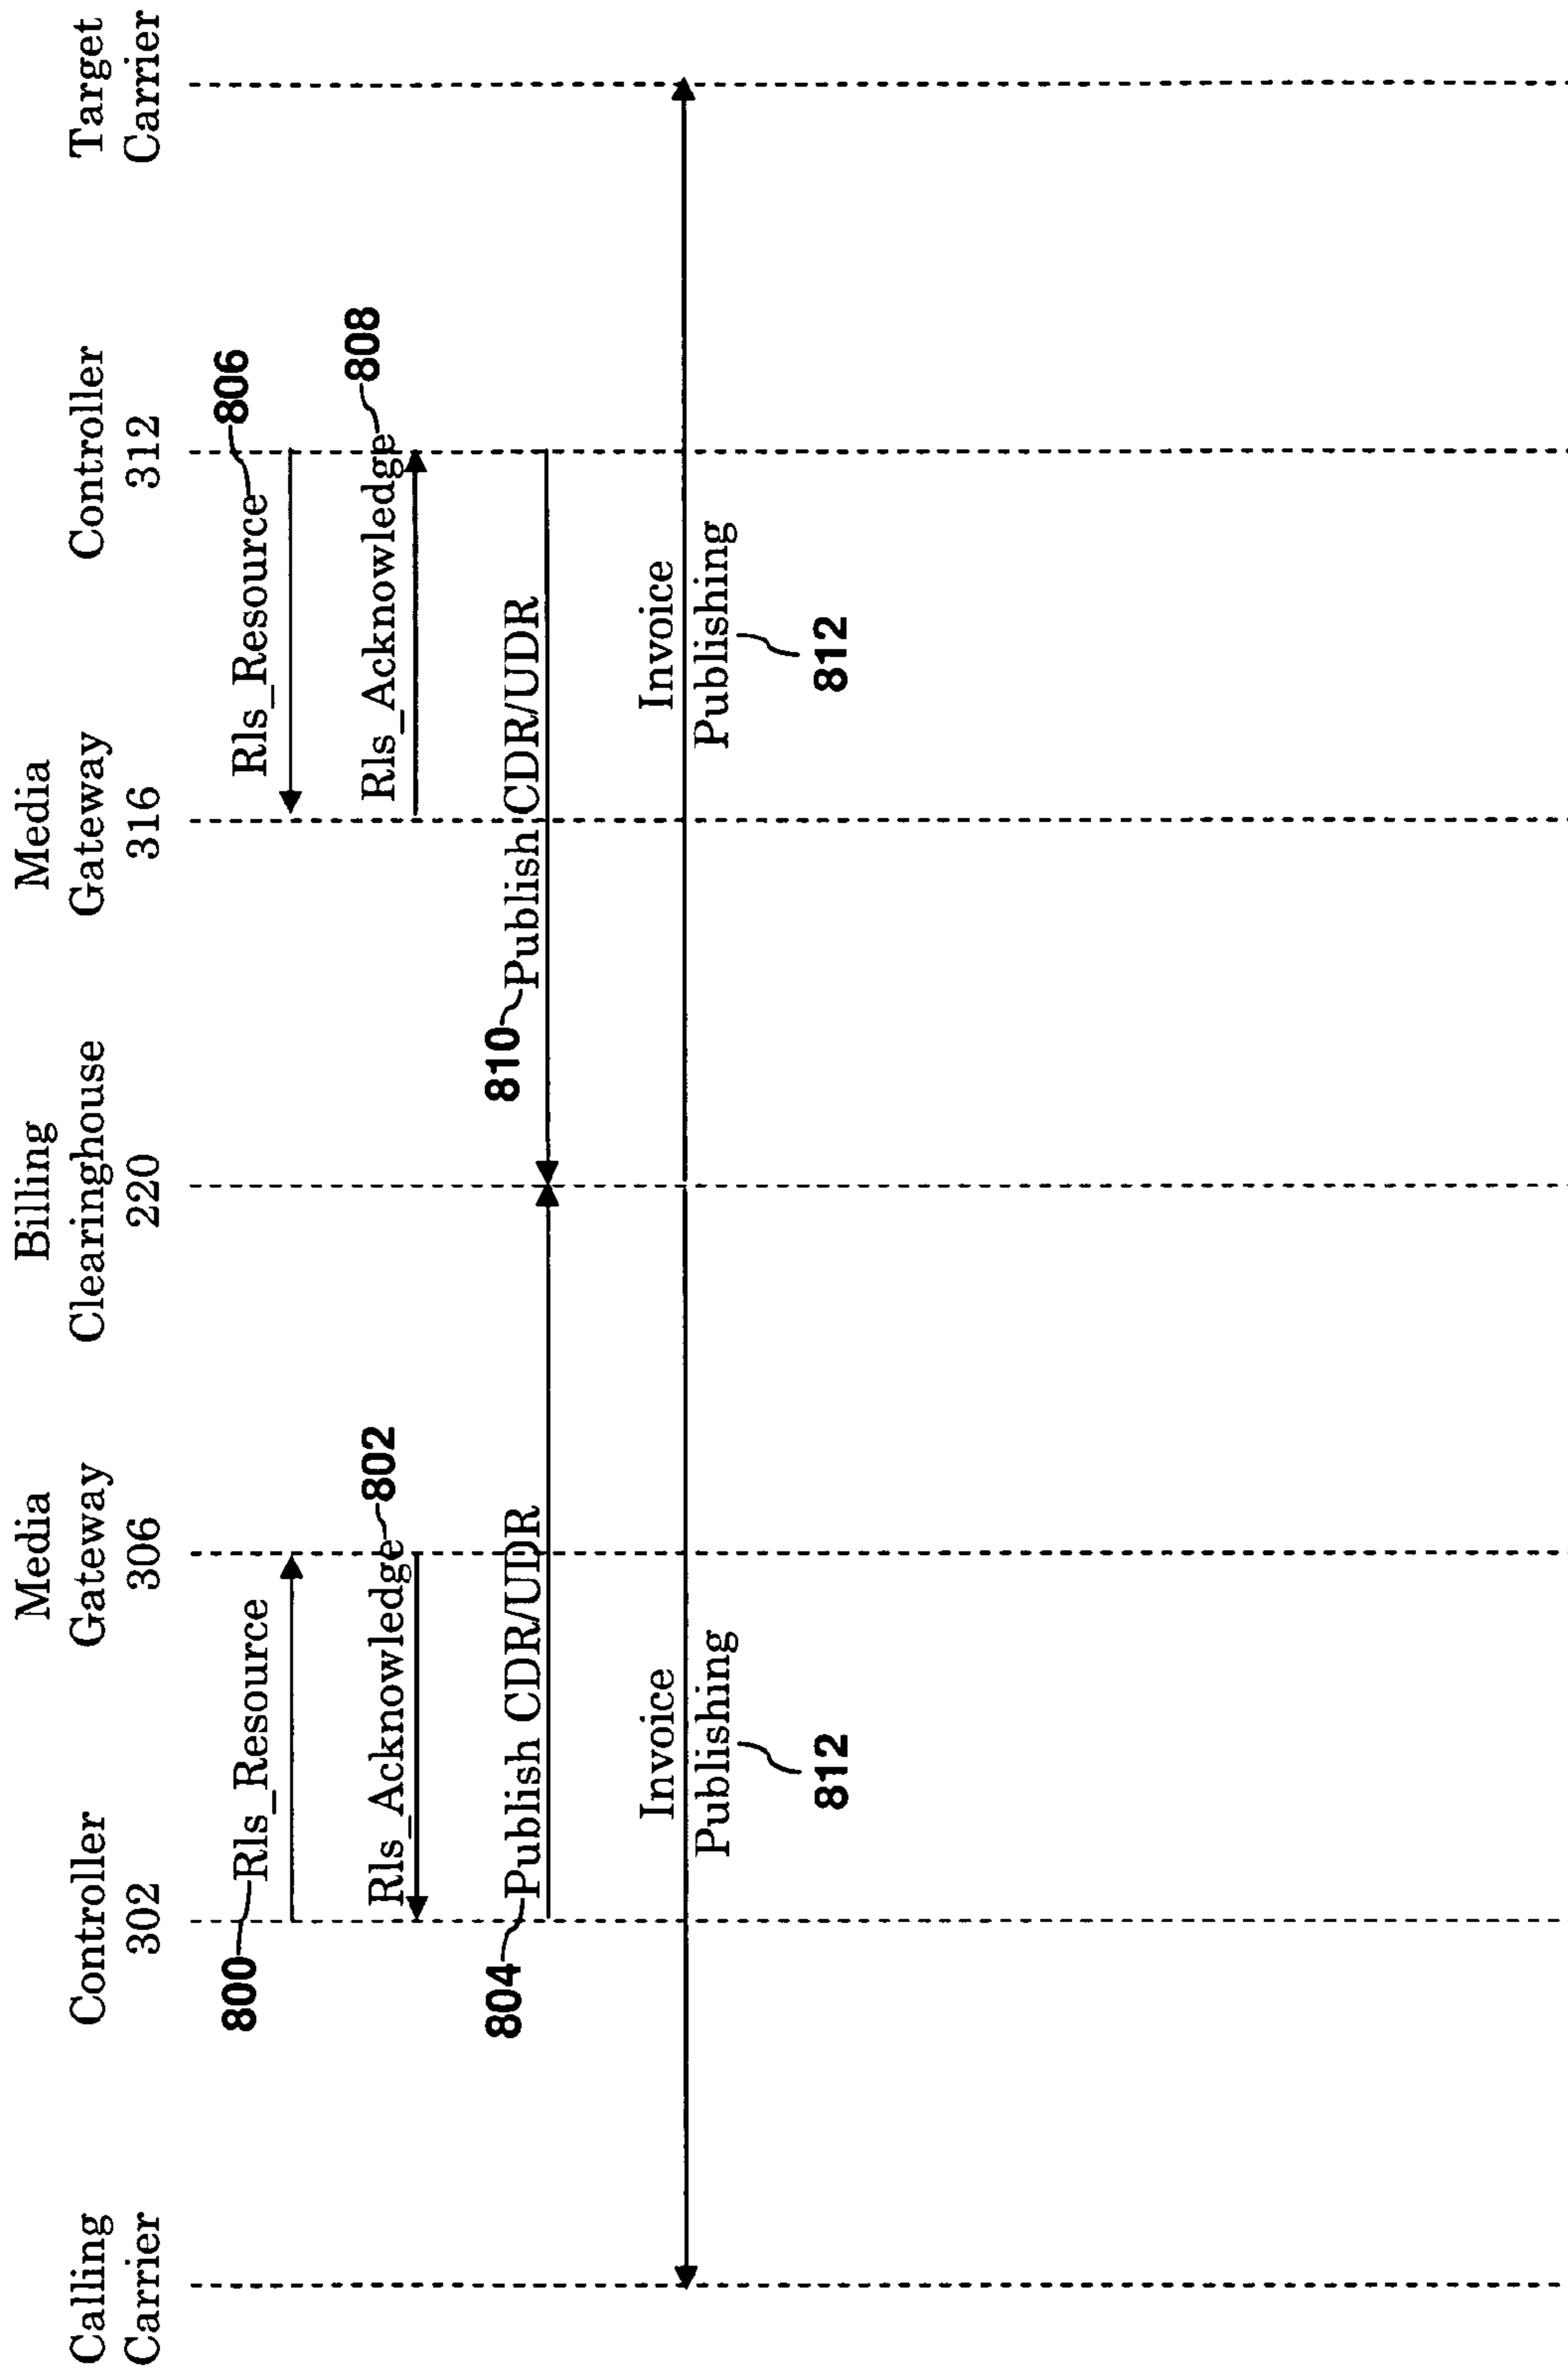 Calling
Carrier
Controller
302
Media
Gateway
306
Billing
Clearinghouse
220
Media
Gateway
316
Controller
312
Target
Carrier
800 Rls_Resource
Rls_Resource 806
Rls_Acknowledge 802
Rls_Acknowledge 808
804 Publish CDR/UDR
810 Publish CDR/UDR
Invoice
Publishing
812
Invoice
Publishing
812